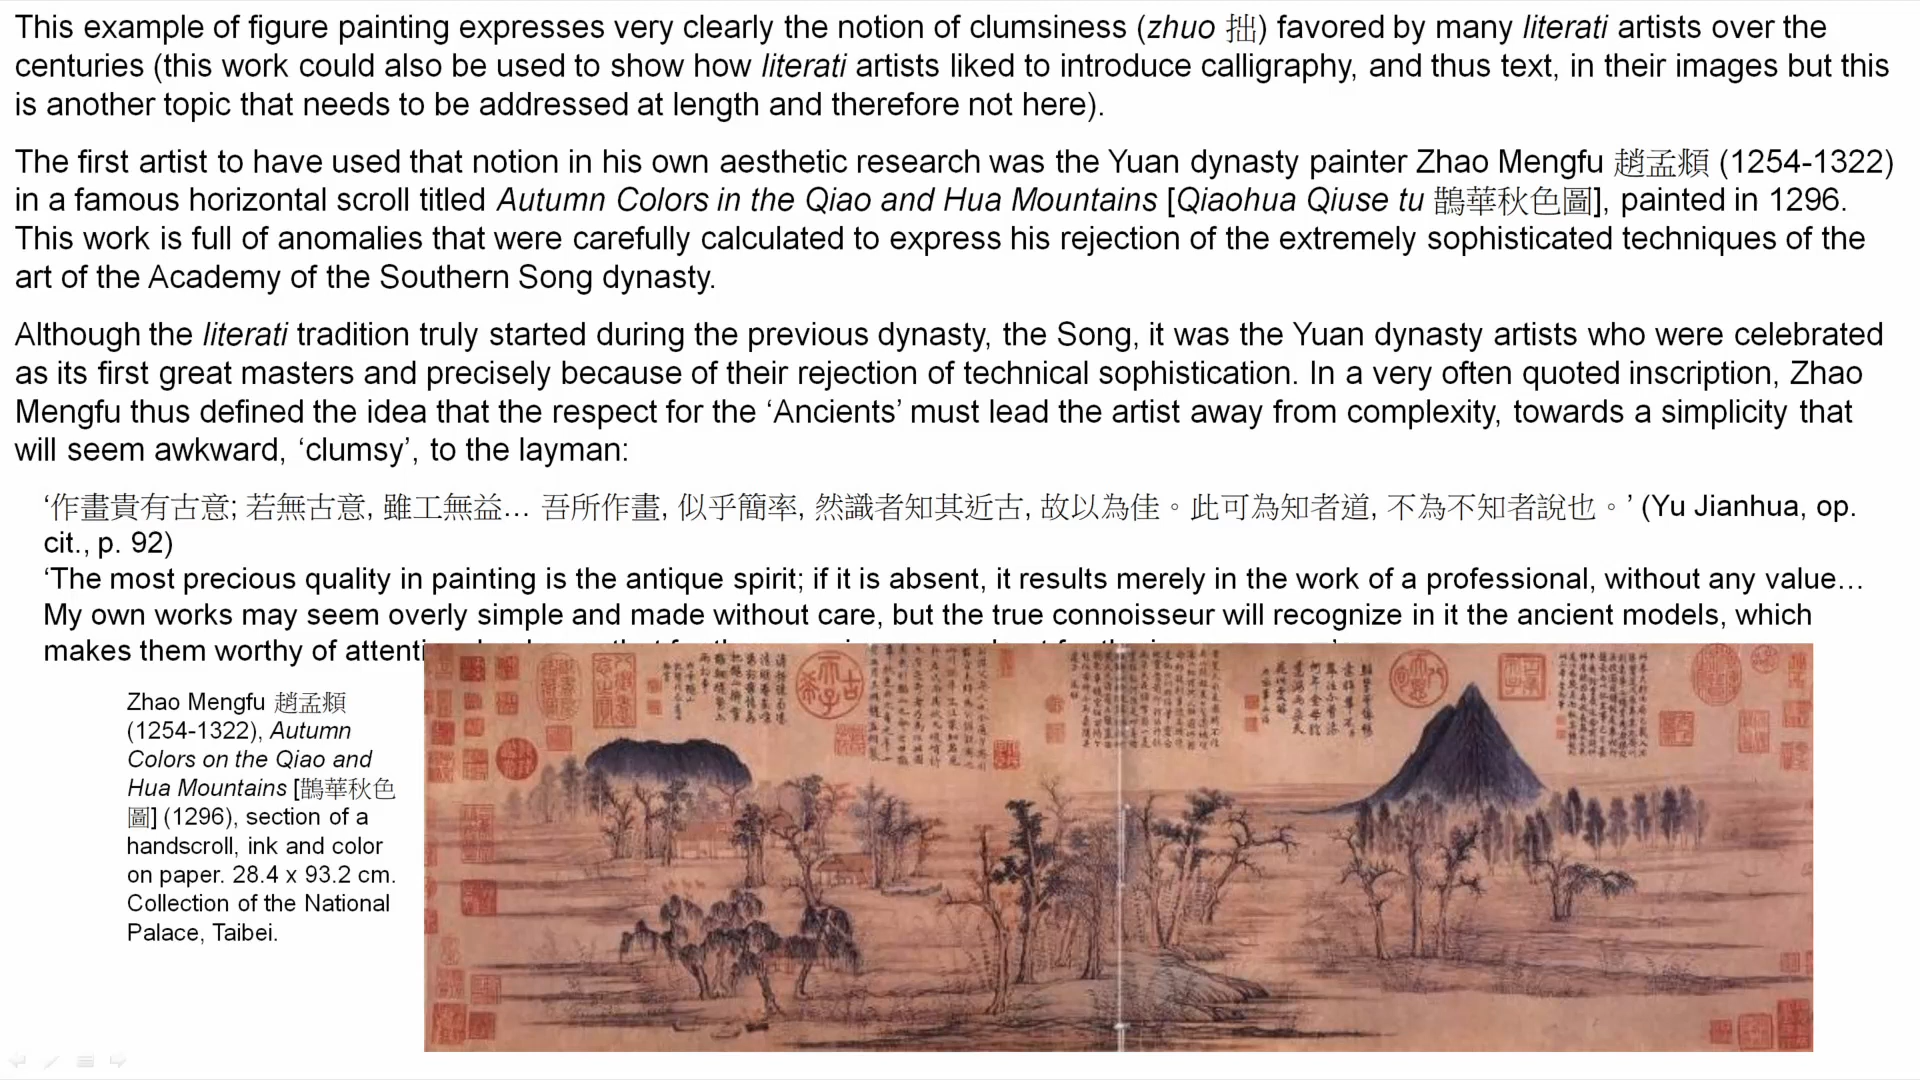 This example of figure painting expresses very clearly the notion of clumsiness (zhuo 拙) favored by many literati artists over the
centuries (this work could also be used to show how literati artists liked to introduce calligraphy, and thus text, in their images but this
is another topic that needs to be addressed at length and therefore not here).
The first artist to have used that notion in his own aesthetic research was the Yuan dynasty painter Zhao Mengfu 趙孟頫 (1254-1322)
in a famous horizontal scroll titled Autumn Colors in the Qiao and Hua Mountains [Qiaohua Qiuse tu 鵲華秋色圖], painted in 1296.
This work is full of anomalies that were carefully calculated to express his rejection of the extremely sophisticated techniques of the
art of the Academy of the Southern Song dynasty.
Although the literati tradition truly started during the previous dynasty, the Song, it was the Yuan dynasty artists who were celebrated
as its first great masters and precisely because of their rejection of technical sophistication. In a very often quoted inscription, Zhao
Mengfu thus defined the idea that the respect for the ‘Ancients’ must lead the artist away from complexity, towards a simplicity that
will seem awkward, ‘clumsy’, to the layman:
‘作畫貴有古意; 若無古意, 雖工無益… 吾所作畫, 似乎簡率, 然識者知其近古, 故以為佳。此可為知者道, 不為不知者說也。’ (Yu Jianhua, op.
cit., p. 92)
‘The most precious quality in painting is the antique spirit; if it is absent, it results merely in the work of a professional, without any value…
My own works may seem overly simple and made without care, but the true connoisseur will recognize in it the ancient models, which
makes them worthy of
Zhao Mengfu 趙孟頫
(1254-1322), Autumn
Colors on the Qiao and
Hua Mountains [鵲華秋色
圖] (1296), section of a
handscroll, ink and color
on paper. 28.4 x 93.2 cm.
Collection of the National
Palace, Taibei.